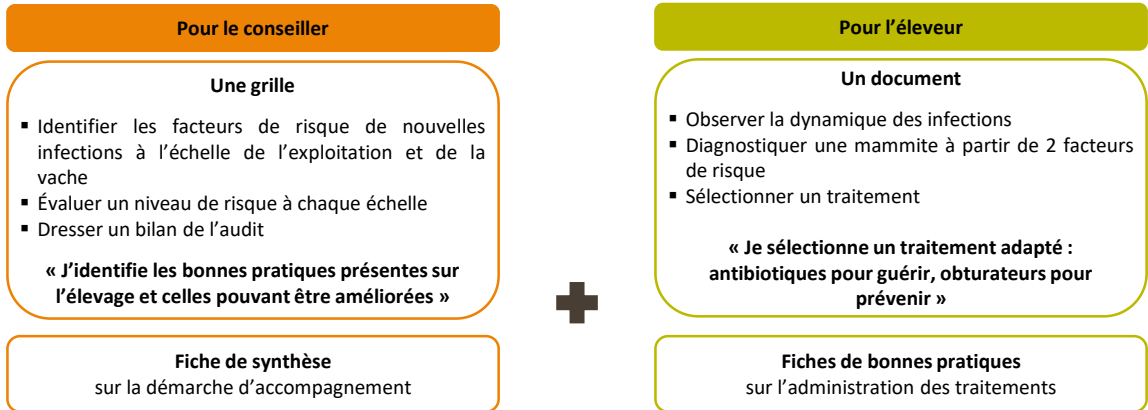 Pour le conseiller
Une grille
▪ Identifier les facteurs de risque de nouvelles
infections à l'échelle de l'exploitation et de la
vache
▪ Évaluer un niveau de risque à chaque échelle
▪ Dresser un bilan de l'audit
« J'identifie les bonnes pratiques présentes sur
l'élevage et celles pouvant être améliorées »
Fiche de synthèse
sur la démarche d'accompagnement
Pour l'éleveur
Un document
▪ Observer la dynamique des infections
▪ Diagnostiquer une mammite à partir de 2 facteurs
de risque
▪ Sélectionner un traitement
« Je sélectionne un traitement adapté :
antibiotiques pour guérir, obturateurs pour
prévenir »
Fiches de bonnes pratiques
sur l'administration des traitements